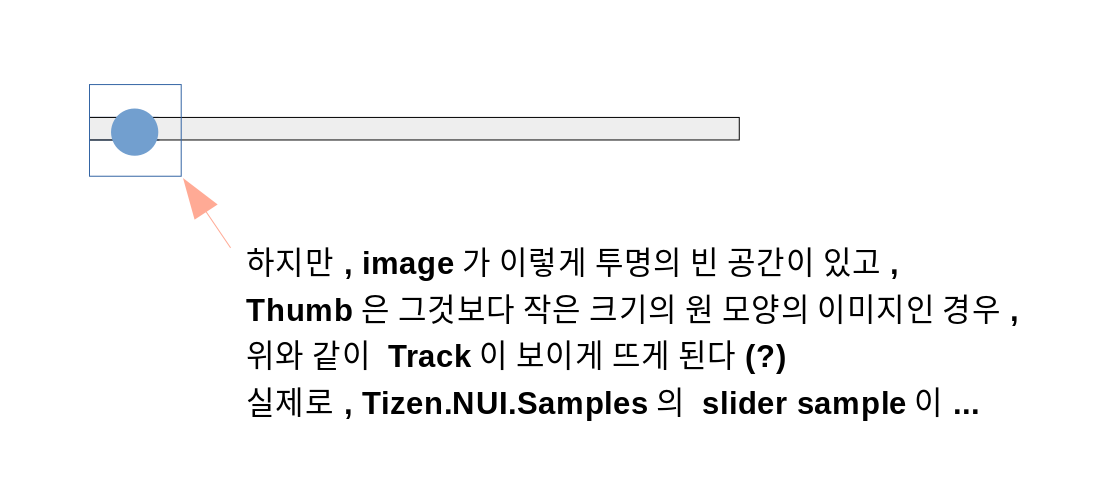 하지만 , image 가 이렇게 투명의 빈 공간이 있고 ,
Thumb 은 그것보다 작은 크기의 원 모양의 이미지인 경우 ,
위와 같이  Track 이 보이게 뜨게 된다 (?)
실제로 , Tizen.NUI.Samples 의  slider sample 이 ...